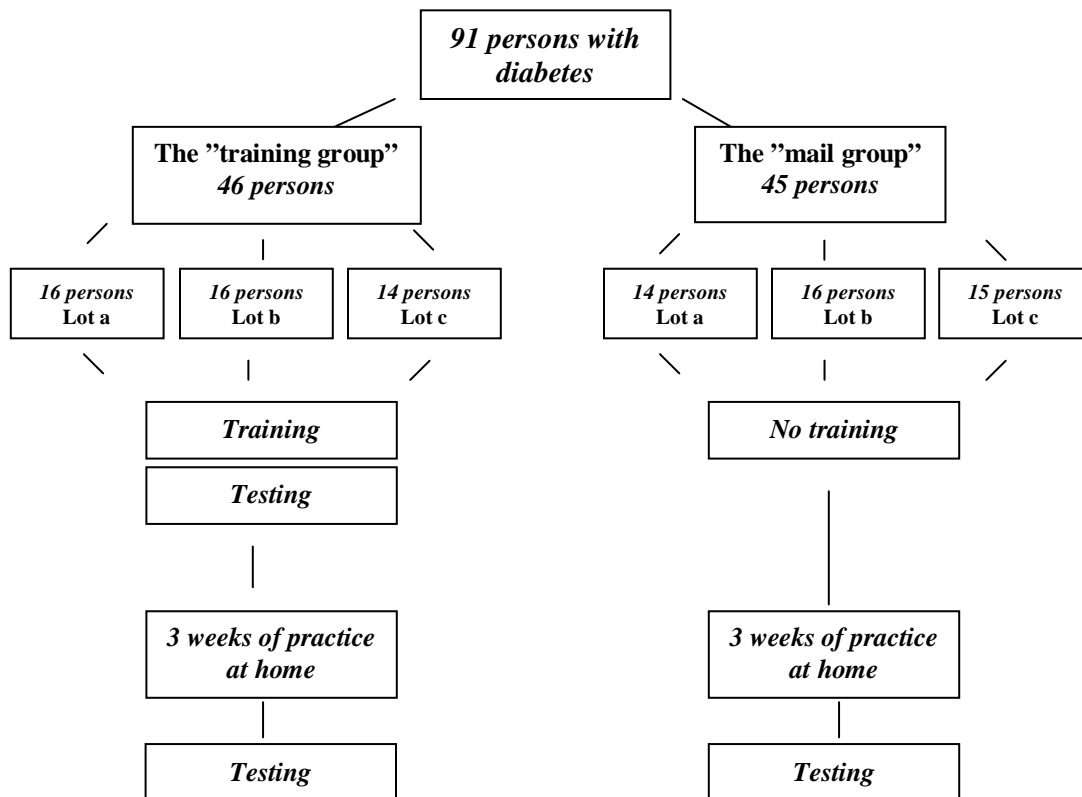 91 persons with
diabetes
The ”training group”
46 persons
The ”mail group”
45 persons
16 persons
Lot a
16 persons
Lot b
14 persons
Lot c
14 persons
Lot a
16 persons
Lot b
15 persons
Lot c
Training
No training
Testing
3 weeks of practice
at home
3 weeks of practice
at home
Testing
Testing